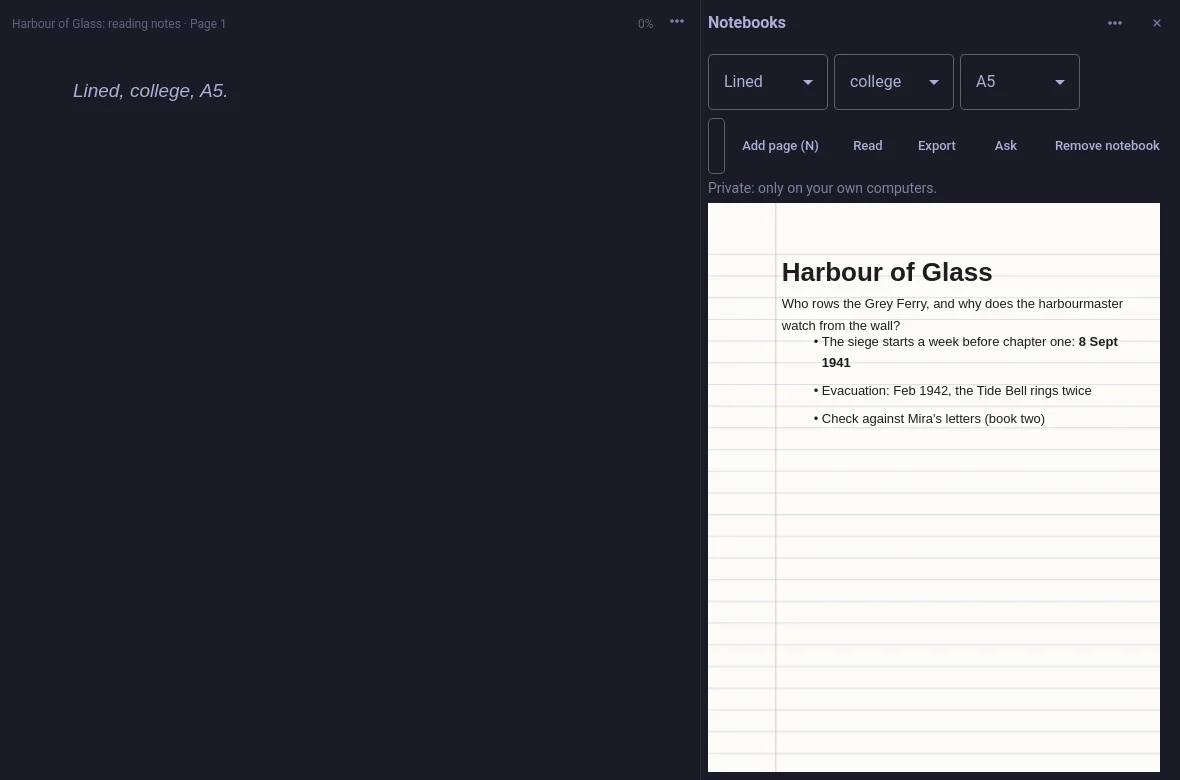 Harbour of Glass: reading notes · Page 1
0%
Lined, college, A5.
Notebooks
Lined
college
A5
Add page (N)
Read
Export
Ask
Remove notebook
Private: only on your own computers.
Harbour of Glass
Who rows the Grey Ferry, and why does the harbourmaster
watch from the wall?
• The siege starts a week before chapter one: 8 Sept
1941
• Evacuation: Feb 1942, the Tide Bell rings twice
• Check against Mira's letters (book two)